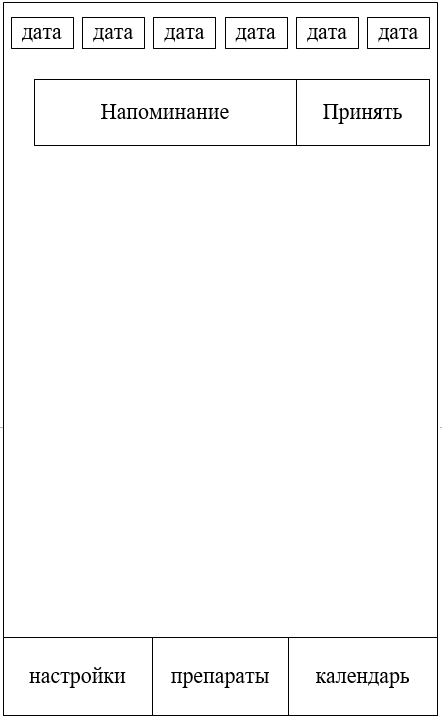 дата дата дата дата дата дата
Напоминание Принять
настройки препараты календарь